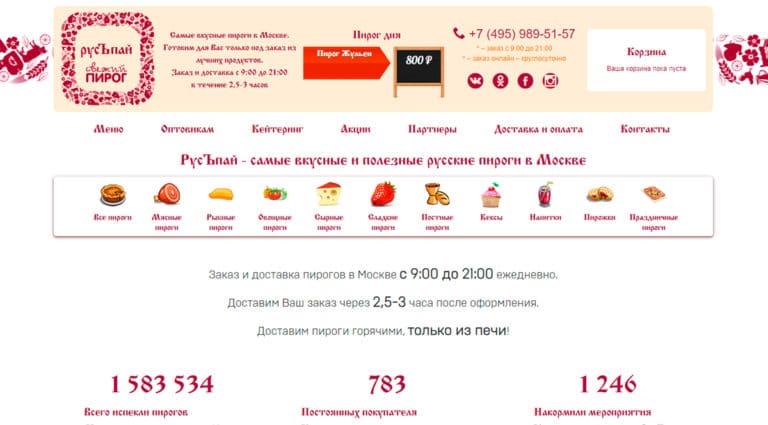 РусЪпай
свежий
ПИРОГ
Самые вкусные пироги в Москве.
Готовим для Вас только под заказ из
лучших продуктов.
Заказ и доставка с 9:00 до 21:00
в течение 2,5-3 часов
Пирог дня
Пирог Жульен
800 ₽
+7 (495) 989-51-57
* – заказ с 9:00 до 21:00
* – заказ онлайн – круглосуточно
Корзина
Ваша корзина пока пуста
Меню Оптовикам Кейтеринг Акции Партнеры Доставка и оплата Контакты
РусЪпай - самые вкусные и полезные русские пироги в Москве
Все пироги
Мясные
пироги
Рыбные
пироги
Овощные
пироги
Сырные
пироги
Сладкие
пироги
Постные
пироги
Кексы
Напитки
Пирожки
Праздничные
пироги
Заказ и доставка пирогов в Москве с 9:00 до 21:00 ежедневно.
Доставим Ваш заказ через 2,5-3 часа после оформления.
Доставим пироги горячими, только из печи!
1 583 534
Всего испекли пирогов
783
Постоянных покупателя
1 246
Накормили мероприятия